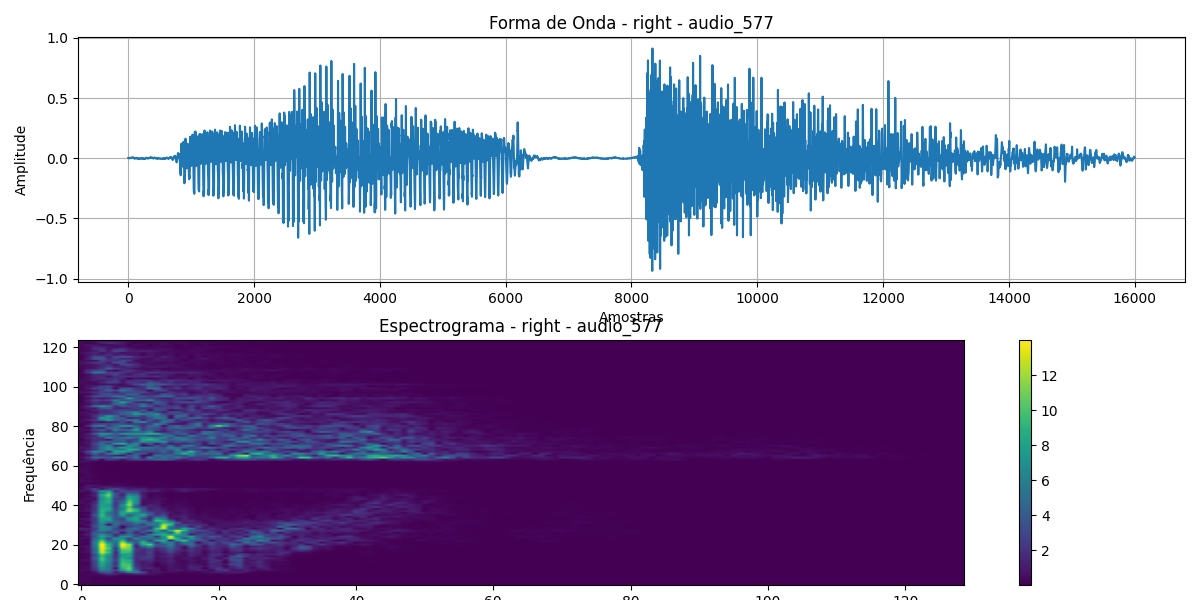 Forma de Onda - right - audio_577
1.0
0.5
0.0
−0.5
−1.0
Amplitude
0 2000 4000 6000 8000 10000 12000 14000 16000
Amostras
Espectrograma - right - audio_577
120
100
80
60
40
20
0
Frequência
0 20 40 60 80 100 120
12
10
8
6
4
2